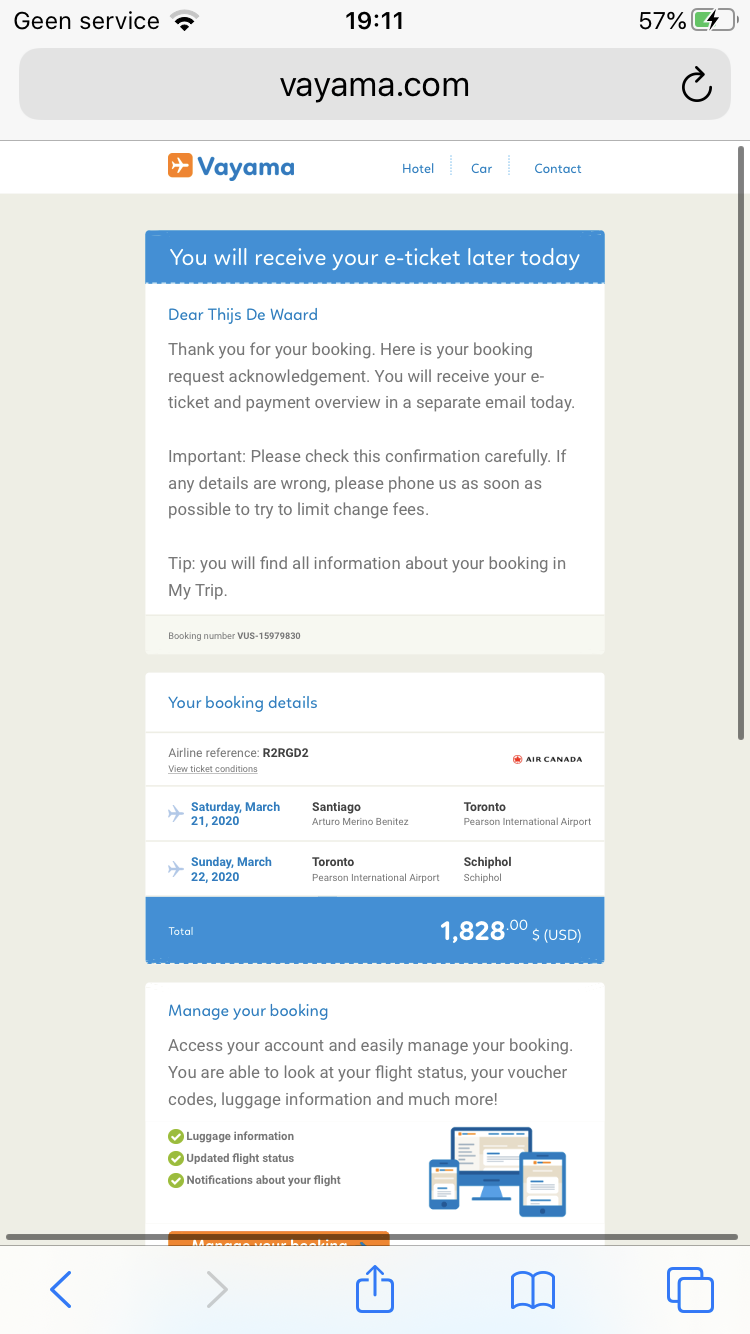 Geen service
19:11
57%
vayama.com
Vayama
Hotel
Car
Contact
You will receive your e-ticket later today
Dear Thijs De Waard
Thank you for your booking. Here is your booking
request acknowledgement. You will receive your e-
ticket and payment overview in a separate email today.
Important: Please check this confirmation carefully. If
any details are wrong, please phone us as soon as
possible to try to limit change fees.
Tip: you will find all information about your booking in
My Trip.
Booking number VUS-15979830
Your booking details
Airline reference: R2RGD2
View ticket conditions
AIR CANADA
Saturday, March
21, 2020
Santiago
Arturo Merino Benitez
Toronto
Pearson International Airport
Sunday, March
22, 2020
Toronto
Pearson International Airport
Schiphol
Schiphol
Total
1,828.00 $ (USD)
Manage your booking
Access your account and easily manage your booking.
You are able to look at your flight status, your voucher
codes, luggage information and much more!
Luggage information
Updated flight status
Notifications about your flight
Manage your booking